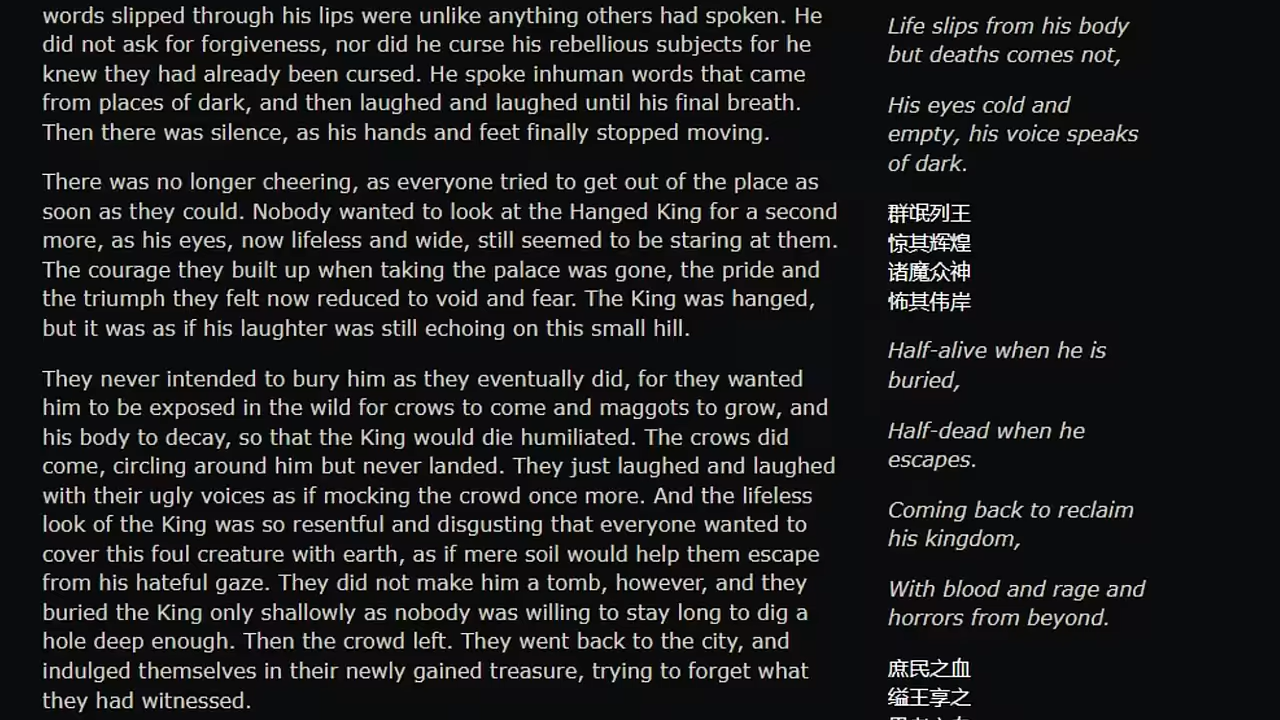 words slipped through his lips were unlike anything others had spoken. He
did not ask for forgiveness, nor did he curse his rebellious subjects for he
knew they had already been cursed. He spoke inhuman words that came
from places of dark, and then laughed and laughed until his final breath.
Then there was silence, as his hands and feet finally stopped moving.
There was no longer cheering, as everyone tried to get out of the place as
soon as they could. Nobody wanted to look at the Hanged King for a second
more, as his eyes, now lifeless and wide, still seemed to be staring at them.
The courage they built up when taking the palace was gone, the pride and
the triumph they felt now reduced to void and fear. The King was hanged,
but it was as if his laughter was still echoing on this small hill.
They never intended to bury him as they eventually did, for they wanted
him to be exposed in the wild for crows to come and maggots to grow, and
his body to decay, so that the King would die humiliated. The crows did
come, circling around him but never landed. They just laughed and laughed
with their ugly voices as if mocking the crowd once more. And the lifeless
look of the King was so resentful and disgusting that everyone wanted to
cover this foul creature with earth, as if mere soil would help them escape
from his hateful gaze. They did not make him a tomb, however, and they
buried the King only shallowly as nobody was willing to stay long to dig a
hole deep enough. Then the crowd left. They went back to the city, and
indulged themselves in their newly gained treasure, trying to forget what
they had witnessed.
Life slips from his body
but deaths comes not,
His eyes cold and
empty, his voice speaks
of dark.
群氓列王
惊其辉煌
诸魔众神
怖其伟岸
Half-alive when he is
buried,
Half-dead when he
escapes.
Coming back to reclaim
his kingdom,
With blood and rage and
horrors from beyond.
庶民之血
缢王享之